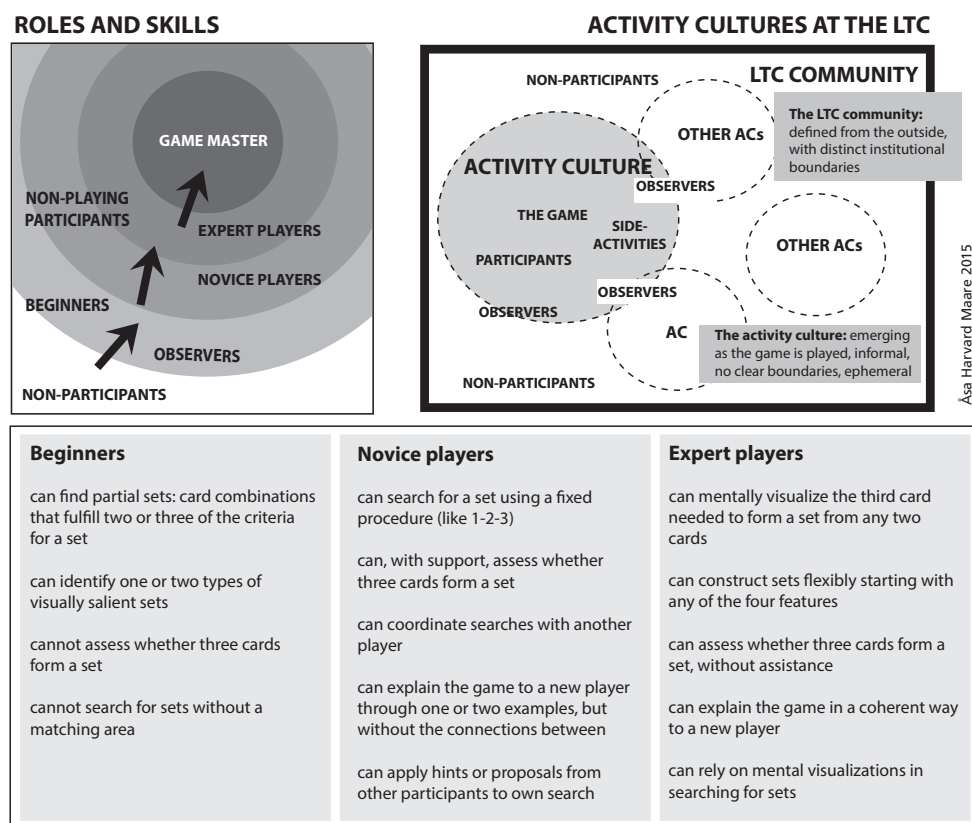 ROLES AND SKILLS
GAME MASTER
NON-PLAYING
PARTICIPANTS
EXPERT PLAYERS
NOVICE PLAYERS
BEGINNERS
OBSERVERS
NON-PARTICIPANTS
ACTIVITY CULTURES AT THE LTC
NON-PARTICIPANTS
LTC COMMUNITY
The LTC community:
defined from the outside,
with distinct institutional
boundaries
OTHER ACs
ACTIVITY CULTURE
OBSERVERS
THE GAME
SIDE-
ACTIVITIES
OTHER ACs
PARTICIPANTS
OBSERVERS
OBSERVERS
AC
The activity culture: emerging
as the game is played, informal,
no clear boundaries, ephemeral
NON-PARTICIPANTS
Åsa Harvard Maare 2015
Beginners
can find partial sets: card combinations
that fulfill two or three of the criteria
for a set
can identify one or two types of
visually salient sets
cannot assess whether three cards
form a set
cannot search for sets without a
matching area
Novice players
can search for a set using a fixed
procedure (like 1-2-3)
can, with support, assess whether
three cards form a set
can coordinate searches with another
player
can explain the game to a new player
through one or two examples, but
without the connections between
can apply hints or proposals from
other participants to own search
Expert players
can mentally visualize the third card
needed to form a set from any two
cards
can construct sets flexibly starting with
any of the four features
can assess whether three cards form a
set, without assistance
can explain the game in a coherent way
to a new player
can rely on mental visualizations in
searching for sets